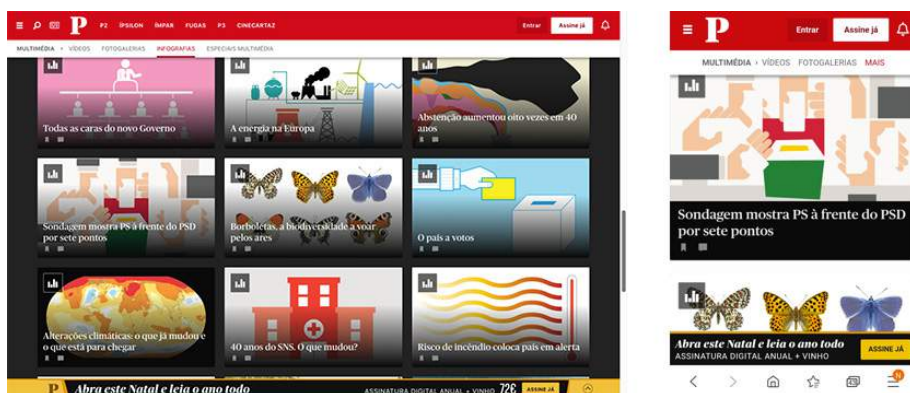 P P2 ÍPSILON ÍMPAR FUGAS P3 CINECARTAZ Entrar Assine já
MULTIMÉDIA › VÍDEOS FOTOGALERIAS INFOGRAFIAS ESPECIAIS MULTIMÉDIA
Todas as caras do novo Governo
A energia na Europa
Abstenção aumentou oito vezes em 40
anos
Sondagem mostra PS à frente do PSD
por sete pontos
Borboletas, a biodiversidade a voar
pelos ares
O país a votos
Alterações climáticas: o que já mudou e
o que está para chegar
40 anos do SNS. O que mudou?
Risco de incêndio coloca país em alerta
P Abra este Natal e leia o ano todo ASSINATURA DIGITAL ANUAL + VINHO 72€ ASSINE JÁ
P Entrar Assine já
MULTIMÉDIA › VÍDEOS FOTOGALERIAS MAIS
Sondagem mostra PS à frente do PSD
por sete pontos
Abra este Natal e leia o ano todo
ASSINATURA DIGITAL ANUAL + VINHO
ASSINE JÁ